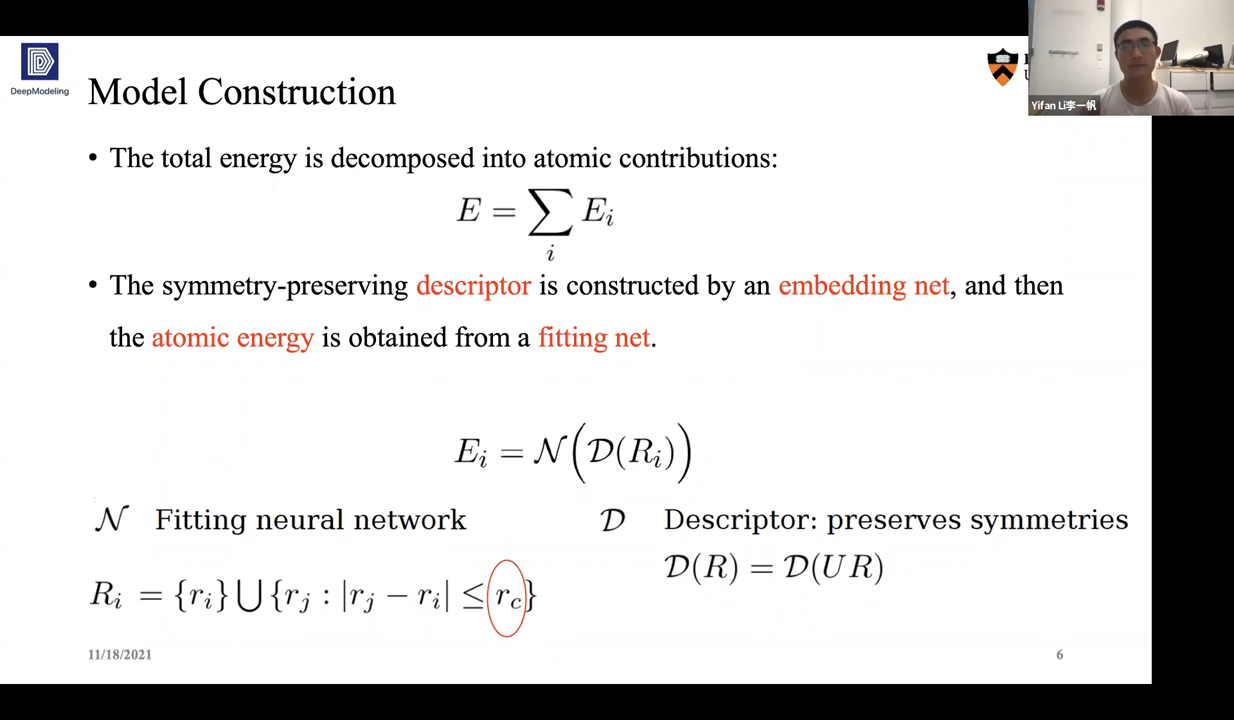 DeepModeling
Model Construction
Yifan Li李一帆
• The total energy is decomposed into atomic contributions:
E = ∑ E_i
i
• The symmetry-preserving descriptor is constructed by an embedding net, and then
the atomic energy is obtained from a fitting net.
E_i = 𝒩(𝒟(R_i))
𝒩 Fitting neural network
𝒟 Descriptor: preserves symmetries
𝒟(R) = 𝒟(UR)
R_i = {r_i} ⋃ {r_j : |r_j − r_i| ≤ r_c}
11/18/2021
6